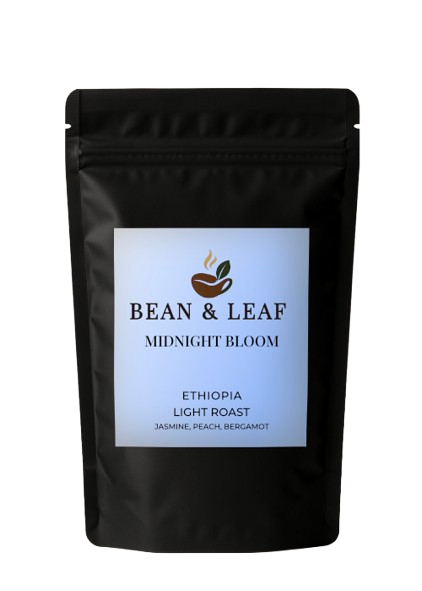 BEAN & LEAF
MIDNIGHT BLOOM
ETHIOPIA
LIGHT ROAST
JASMINE, PEACH, BERGAMOT